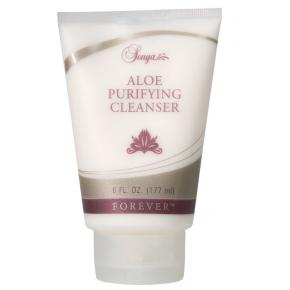 Sonya
ALOE
PURIFYING
CLEANSER
6 FL. OZ. (177 ml)
FOREVER™